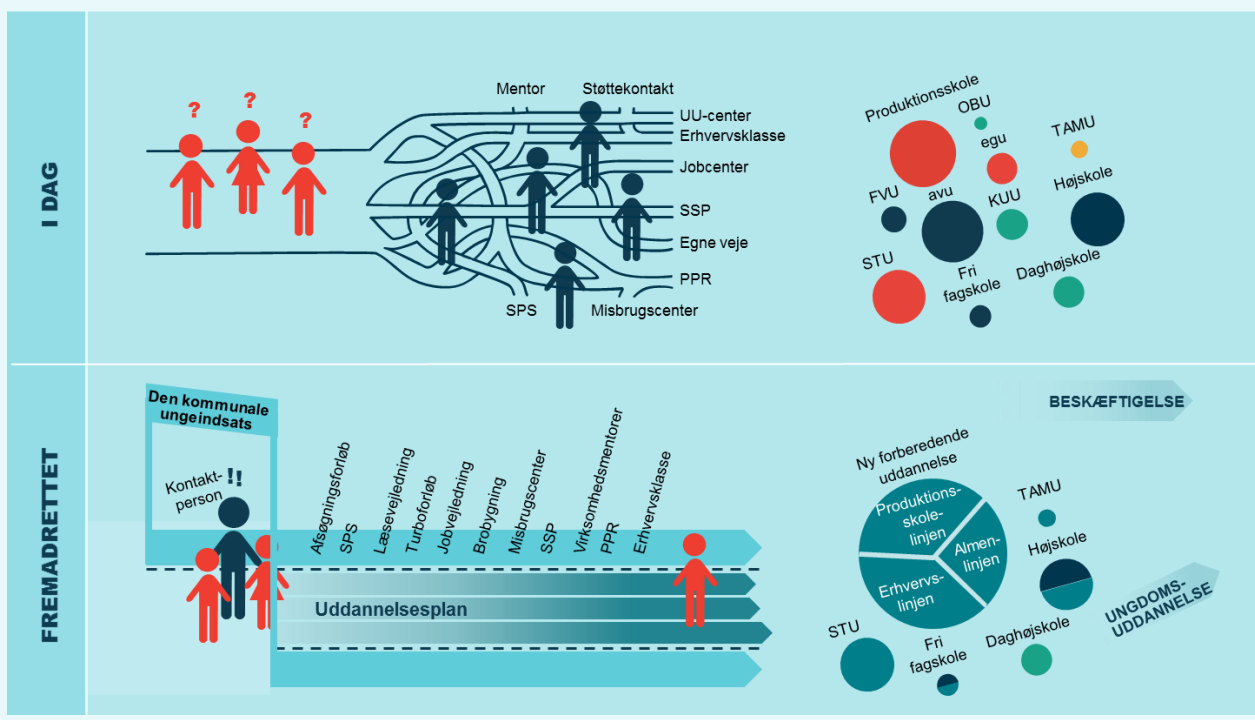 I DAG
?
?
?
Mentor
Støttekontakt
UU-center
Erhvervsklasse
Jobcenter
SSP
Egne veje
PPR
SPS
Misbrugscenter
Produktionsskole
OBU
egu
TAMU
FVU
avu
KUU
Højskole
STU
Fri
fagskole
Daghøjskole
FREMADRETTET
Den kommunale
ungeindsats
Kontakt-
person
!!
Afsøgningsforløb
SPS
Læsevejledning
Turboforløb
Jobvejledning
Brobygning
Misbrugscenter
SSP
Virksomhedsmentorer
PPR
Erhvervsklasse
Uddannelsesplan
BESKÆFTIGELSE
Ny forberedende
uddannelse
Produktions-
skole-
linjen
Almen-
linjen
Erhvervs-
linjen
TAMU
Højskole
STU
Fri
fagskole
Daghøjskole
UNGDOMS-
UDDANNELSE